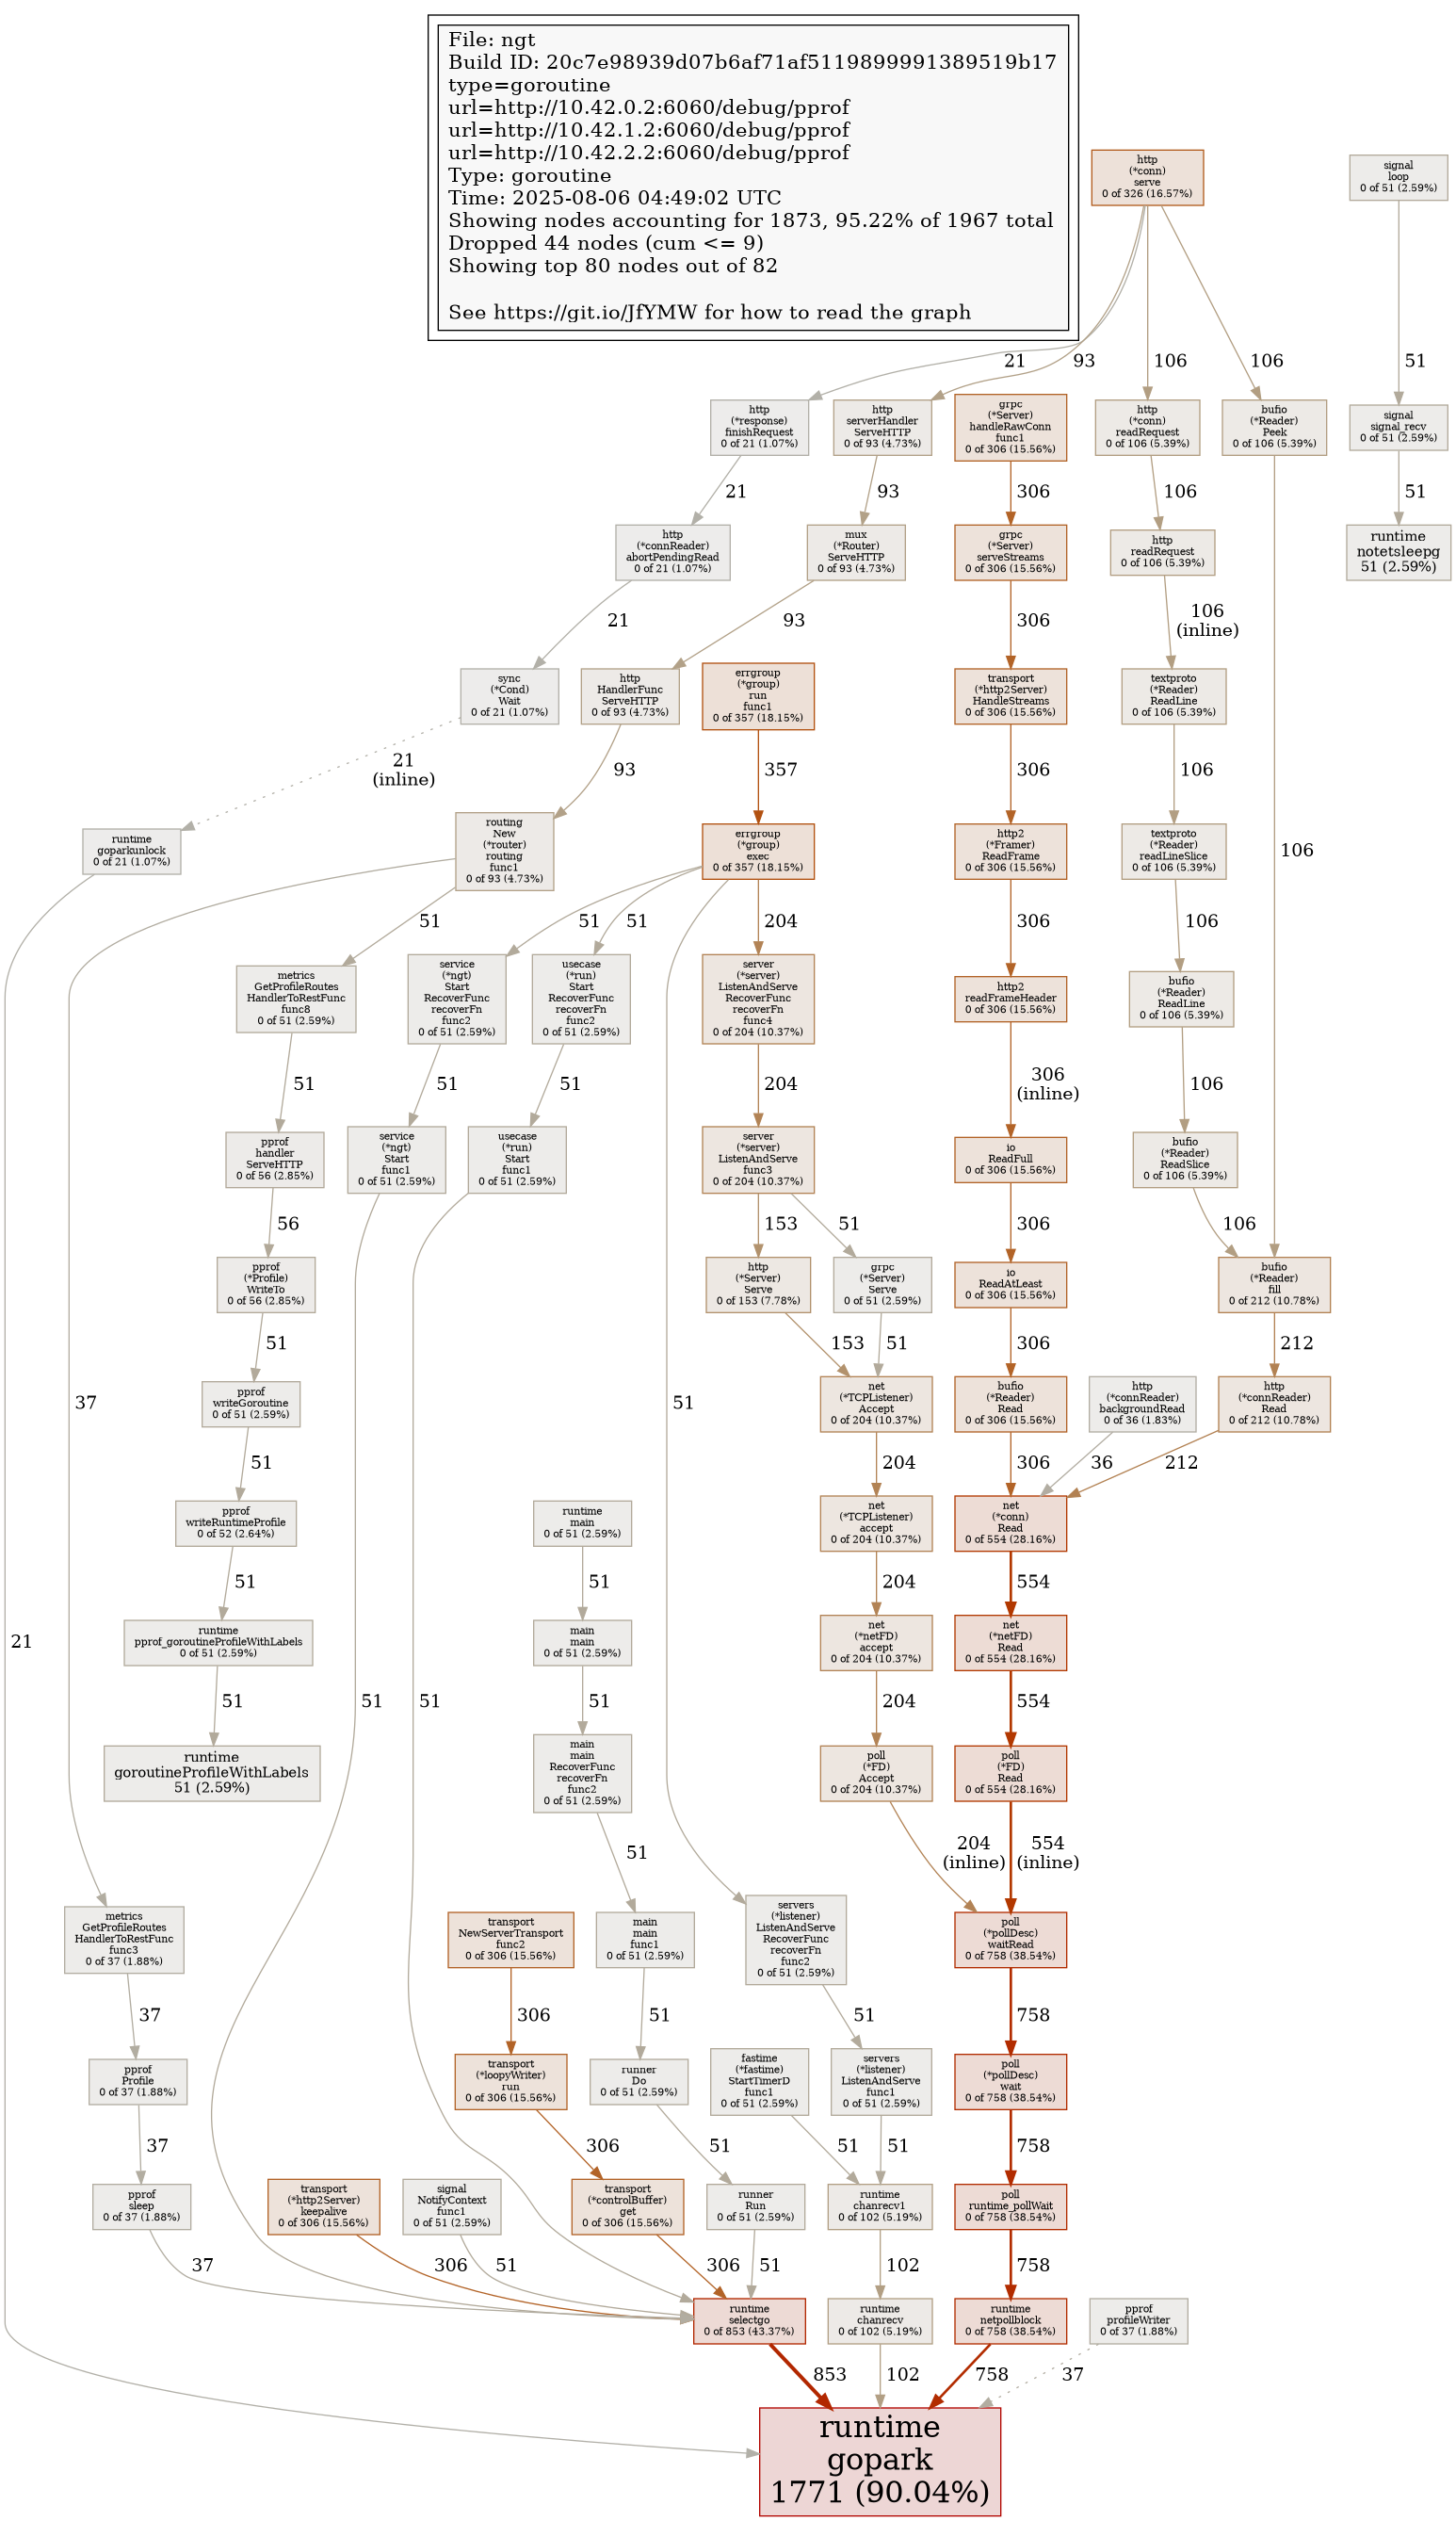 File: ngt
Build ID: 20c7e98939d07b6af71af5119899991389519b17
type=goroutine
url=http://10.42.0.2:6060/debug/pprof
url=http://10.42.1.2:6060/debug/pprof
url=http://10.42.2.2:6060/debug/pprof
Type: goroutine
Time: 2025-08-06 04:49:02 UTC
Showing nodes accounting for 1873, 95.22% of 1967 total
Dropped 44 nodes (cum <= 9)
Showing top 80 nodes out of 82
See https://git.io/JfYMW for how to read the graph
http
(*conn)
serve
0 of 326 (16.57%)
signal
loop
0 of 51 (2.59%)
21
93
106
106
51
http
(*response)
finishRequest
0 of 21 (1.07%)
http
serverHandler
ServeHTTP
0 of 93 (4.73%)
grpc
(*Server)
handleRawConn
func1
0 of 306 (15.56%)
http
(*conn)
readRequest
0 of 106 (5.39%)
bufio
(*Reader)
Peek
0 of 106 (5.39%)
signal
signal_recv
0 of 51 (2.59%)
21
93
306
106
51
http
(*connReader)
abortPendingRead
0 of 21 (1.07%)
mux
(*Router)
ServeHTTP
0 of 93 (4.73%)
grpc
(*Server)
serveStreams
0 of 306 (15.56%)
http
readRequest
0 of 106 (5.39%)
runtime
notetsleepg
51 (2.59%)
21
93
306
106
(inline)
sync
(*Cond)
Wait
0 of 21 (1.07%)
http
HandlerFunc
ServeHTTP
0 of 93 (4.73%)
errgroup
(*group)
run
func1
0 of 357 (18.15%)
transport
(*http2Server)
HandleStreams
0 of 306 (15.56%)
textproto
(*Reader)
ReadLine
0 of 106 (5.39%)
21
(inline)
93
357
306
106
106
runtime
goparkunlock
0 of 21 (1.07%)
routing
New
(*router)
routing
func1
0 of 93 (4.73%)
errgroup
(*group)
exec
0 of 357 (18.15%)
http2
(*Framer)
ReadFrame
0 of 306 (15.56%)
textproto
(*Reader)
readLineSlice
0 of 106 (5.39%)
51
51
51
204
306
106
metrics
GetProfileRoutes
HandlerToRestFunc
func8
0 of 51 (2.59%)
service
(*ngt)
Start
RecoverFunc
recoverFn
func2
0 of 51 (2.59%)
usecase
(*run)
Start
RecoverFunc
recoverFn
func2
0 of 51 (2.59%)
server
(*server)
ListenAndServe
RecoverFunc
recoverFn
func4
0 of 204 (10.37%)
http2
readFrameHeader
0 of 306 (15.56%)
bufio
(*Reader)
ReadLine
0 of 106 (5.39%)
51
51
51
204
306
(inline)
106
pprof
handler
ServeHTTP
0 of 56 (2.85%)
service
(*ngt)
Start
func1
0 of 51 (2.59%)
usecase
(*run)
Start
func1
0 of 51 (2.59%)
server
(*server)
ListenAndServe
func3
0 of 204 (10.37%)
io
ReadFull
0 of 306 (15.56%)
bufio
(*Reader)
ReadSlice
0 of 106 (5.39%)
56
153
51
306
106
pprof
(*Profile)
WriteTo
0 of 56 (2.85%)
http
(*Server)
Serve
0 of 153 (7.78%)
grpc
(*Server)
Serve
0 of 51 (2.59%)
io
ReadAtLeast
0 of 306 (15.56%)
bufio
(*Reader)
fill
0 of 212 (10.78%)
51
153
51
306
212
37
51
pprof
writeGoroutine
0 of 51 (2.59%)
net
(*TCPListener)
Accept
0 of 204 (10.37%)
bufio
(*Reader)
Read
0 of 306 (15.56%)
http
(*connReader)
backgroundRead
0 of 36 (1.83%)
http
(*connReader)
Read
0 of 212 (10.78%)
51
204
306
36
212
pprof
writeRuntimeProfile
0 of 52 (2.64%)
runtime
main
0 of 51 (2.59%)
net
(*TCPListener)
accept
0 of 204 (10.37%)
net
(*conn)
Read
0 of 554 (28.16%)
51
51
204
554
21
51
51
runtime
pprof_goroutineProfileWithLabels
0 of 51 (2.59%)
main
main
0 of 51 (2.59%)
net
(*netFD)
accept
0 of 204 (10.37%)
net
(*netFD)
Read
0 of 554 (28.16%)
51
51
204
554
runtime
goroutineProfileWithLabels
51 (2.59%)
main
main
RecoverFunc
recoverFn
func2
0 of 51 (2.59%)
poll
(*FD)
Accept
0 of 204 (10.37%)
poll
(*FD)
Read
0 of 554 (28.16%)
51
204
(inline)
554
(inline)
metrics
GetProfileRoutes
HandlerToRestFunc
func3
0 of 37 (1.88%)
transport
NewServerTransport
func2
0 of 306 (15.56%)
main
main
func1
0 of 51 (2.59%)
servers
(*listener)
ListenAndServe
RecoverFunc
recoverFn
func2
0 of 51 (2.59%)
poll
(*pollDesc)
waitRead
0 of 758 (38.54%)
37
306
51
51
758
pprof
Profile
0 of 37 (1.88%)
transport
(*loopyWriter)
run
0 of 306 (15.56%)
runner
Do
0 of 51 (2.59%)
fastime
(*fastime)
StartTimerD
func1
0 of 51 (2.59%)
servers
(*listener)
ListenAndServe
func1
0 of 51 (2.59%)
poll
(*pollDesc)
wait
0 of 758 (38.54%)
37
306
51
51
51
758
pprof
sleep
0 of 37 (1.88%)
transport
(*http2Server)
keepalive
0 of 306 (15.56%)
signal
NotifyContext
func1
0 of 51 (2.59%)
transport
(*controlBuffer)
get
0 of 306 (15.56%)
runner
Run
0 of 51 (2.59%)
runtime
chanrecv1
0 of 102 (5.19%)
poll
runtime_pollWait
0 of 758 (38.54%)
37
306
51
306
51
102
758
runtime
selectgo
0 of 853 (43.37%)
runtime
chanrecv
0 of 102 (5.19%)
runtime
netpollblock
0 of 758 (38.54%)
pprof
profileWriter
0 of 37 (1.88%)
853
102
758
37
runtime
gopark
1771 (90.04%)